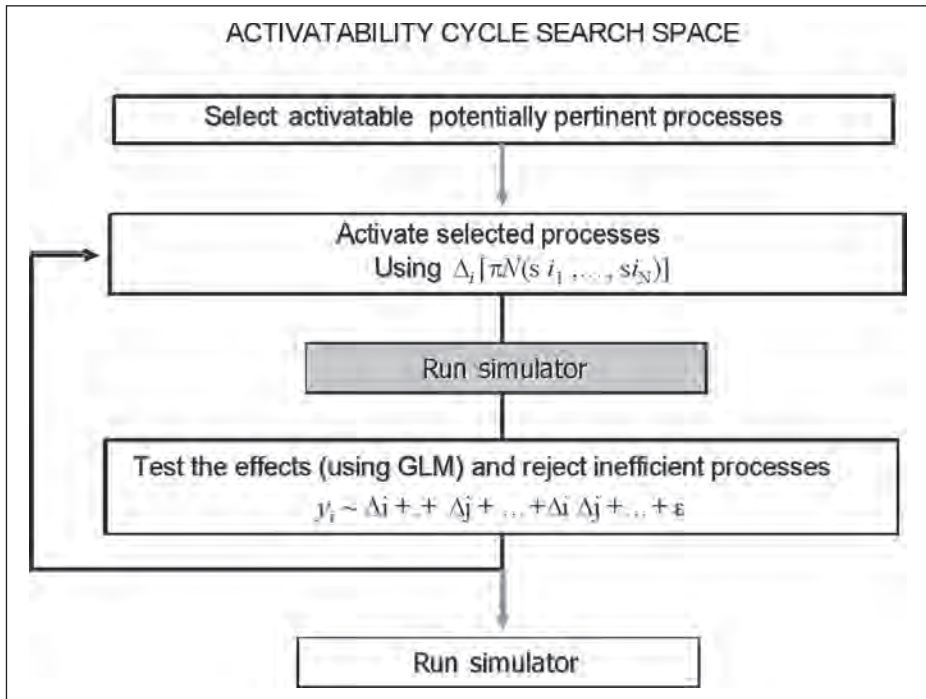 ACTIVATABILITY CYCLE SEARCH SPACE
Select activatable potentially pertinent processes
Activate selected processes
Using Δᵢ [πN(s i₁ ,..., siₙ)]
Run simulator
Test the effects (using GLM) and reject inefficient processes
yᵢ ~ Δi + .+ Δj + ...+Δi Δj +...+ ε
Run simulator